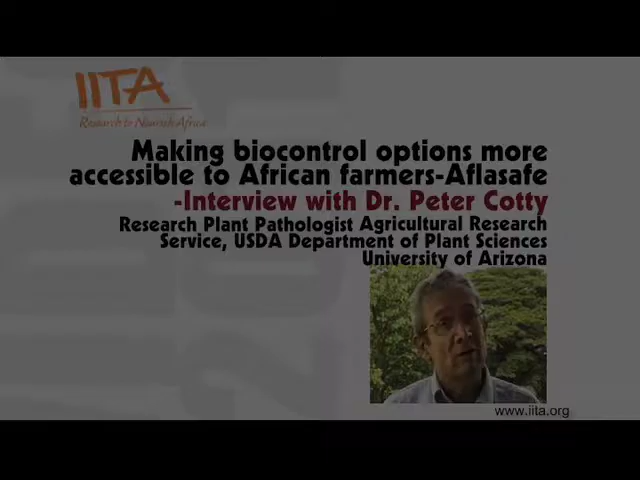 IITA
Research to Nourish Africa
Making biocontrol options more
accessible to African farmers-Aflasafe
-Interview with Dr. Peter Cotty
Research Plant Pathologist Agricultural Research
Service, USDA Department of Plant Sciences
University of Arizona
www.iita.org